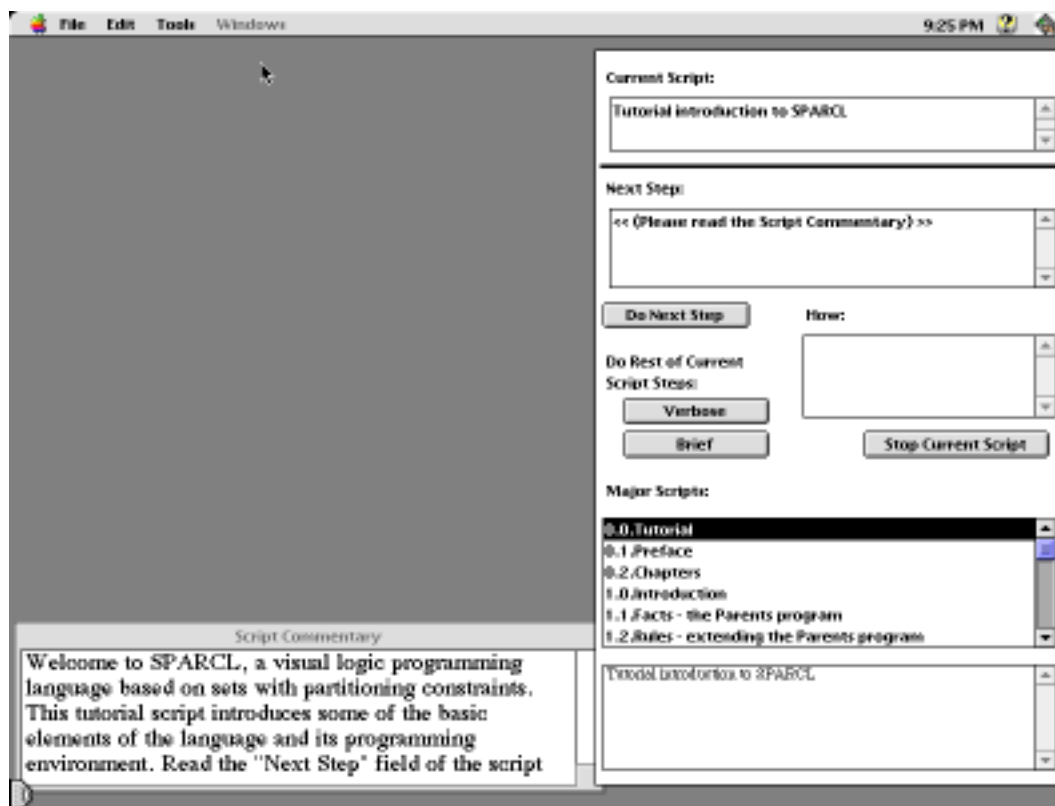 File Edit Tools Windows 9:25 PM
Current Script:
Tutorial introduction to SPARCL
Next Step:
<< (Please read the Script Commentary) >>
Do Next Step
How:
Do Rest of Current
Script Steps:
Verbose
Brief
Stop Current Script
Major Scripts:
0.0.Tutorial
0.1.Preface
0.2.Chapters
1.0.Introduction
1.1.Facts - the Parents program
1.2.Rules - extending the Parents program
Tutorial introduction to SPARCL
Script Commentary
Welcome to SPARCL, a visual logic programming
language based on sets with partitioning constraints.
This tutorial script introduces some of the basic
elements of the language and its programming
environment. Read the "Next Step" field of the script